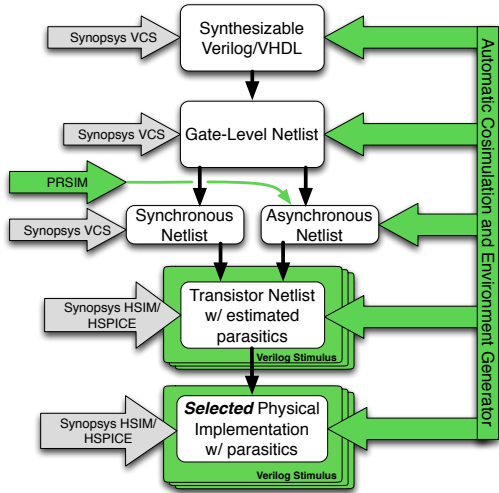 Synopsys VCS
Synthesizable
Verilog/VHDL
Synopsys VCS
Gate-Level Netlist
PRSIM
Synopsys VCS
Synchronous
Netlist
Asynchronous
Netlist
Synopsys HSIM/
HSPICE
Transistor Netlist
w/ estimated
parasitics
Verilog Stimulus
Synopsys HSIM/
HSPICE
Selected Physical
Implementation
w/ parasitics
Verilog Stimulus
Automatic Cosimulation and Environment Generator